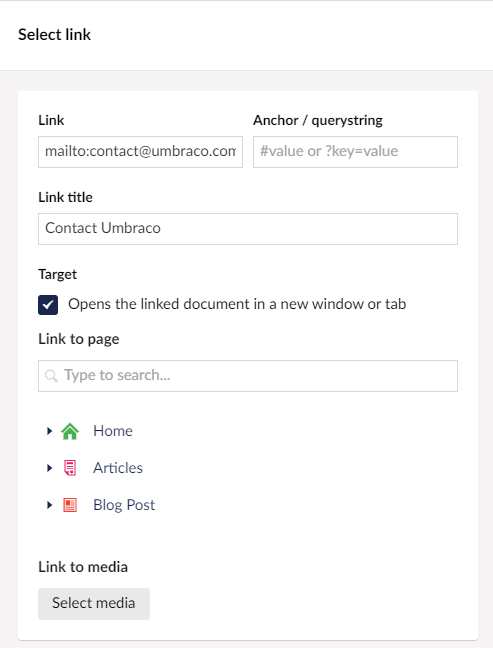 Select link
Link
Anchor / querystring
mailto:contact@umbraco.com
#value or ?key=value
Link title
Contact Umbraco
Target
Opens the linked document in a new window or tab
Link to page
Type to search...
Home
Articles
Blog Post
Link to media
Select media